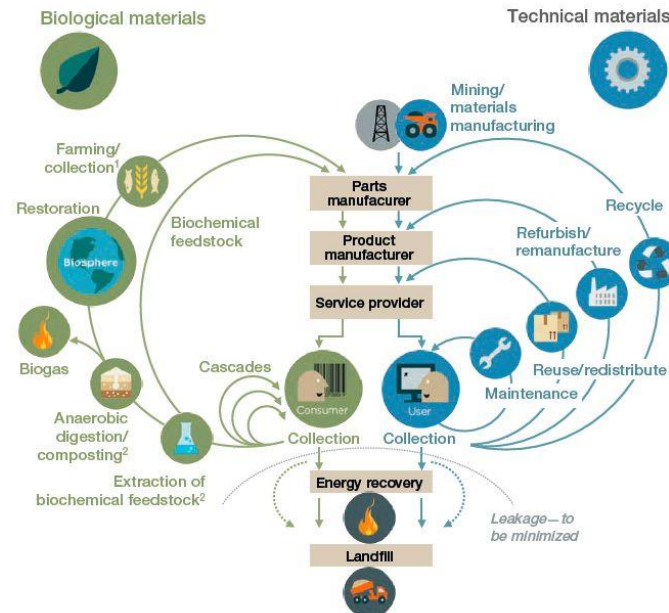 Biological materials
Technical materials
Mining/
materials
manufacturing
Farming/
collection¹
Parts
manufacurer
Recycle
Restoration
Biochemical
feedstock
Refurbish/
remanufacture
Product
manufacturer
Biosphere
Service provider
Biogas
Cascades
Consumer
User
Maintenance
Reuse/redistribute
Anaerobic
digestion/
composting²
Collection
Collection
Extraction of
biochemical feedstock²
Energy recovery
Leakage—to
be minimized
Landfill